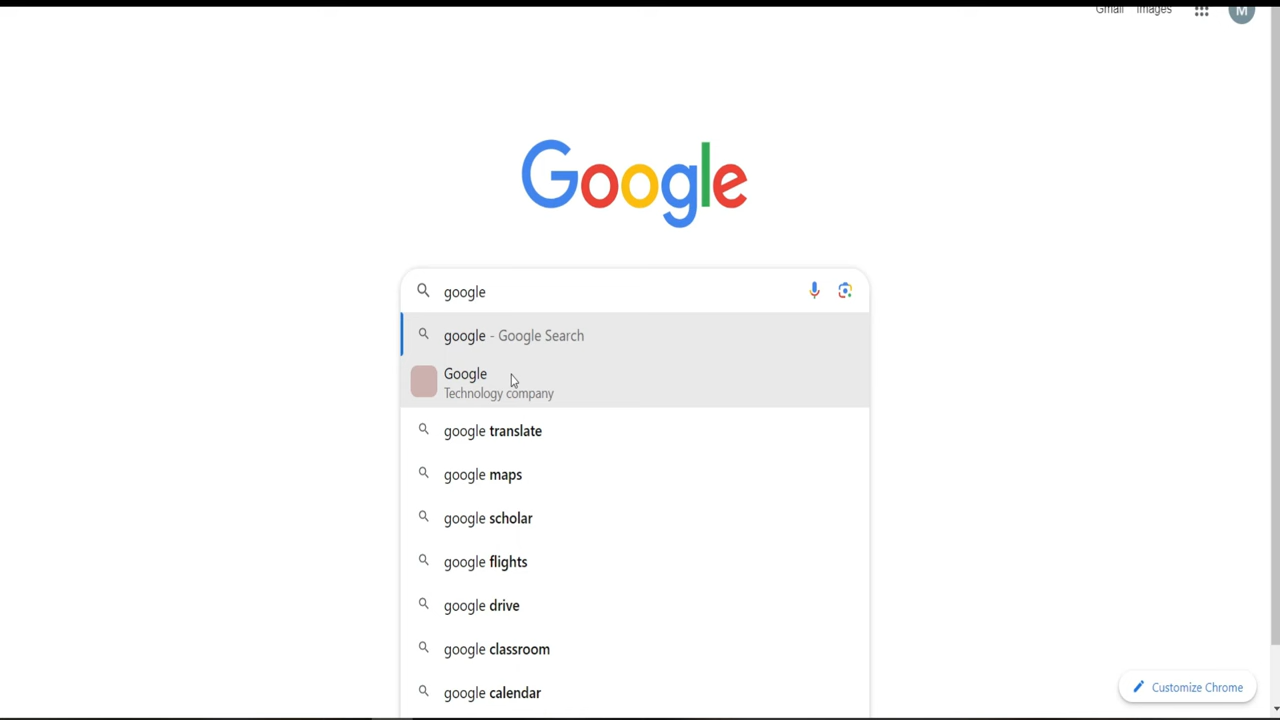 Gmail Images M
Google
google
google - Google Search
Google
Technology company
google translate
google maps
google scholar
google flights
google drive
google classroom
google calendar
Customize Chrome